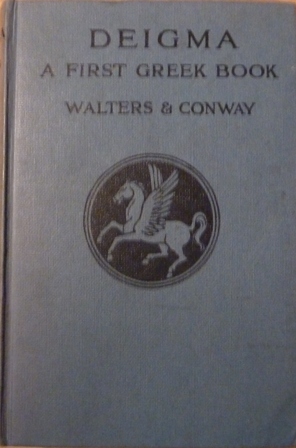 DEIGMA
A FIRST GREEK BOOK
WALTERS & CONWAY